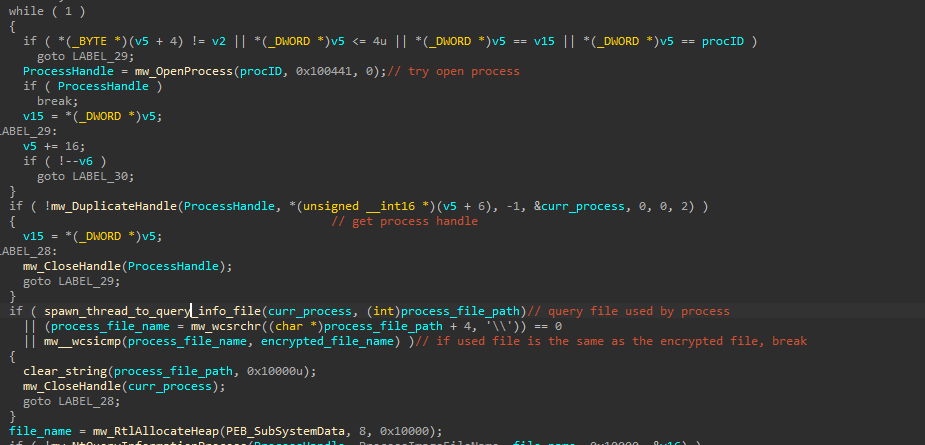 while ( 1 )
{
if ( *(_BYTE *)(v5 + 4) != v2 || *(_DWORD *)v5 <= 4u || *(_DWORD *)v5 == v15 || *(_DWORD *)v5 == procID )
goto LABEL_29;
ProcessHandle = mw_OpenProcess(procID, 0x100441, 0);// try open process
if ( ProcessHandle )
break;
v15 = *(_DWORD *)v5;
LABEL_29:
v5 += 16;
if ( !--v6 )
goto LABEL_30;
}
if ( !mw_DuplicateHandle(ProcessHandle, *(unsigned __int16 *)(v5 + 6), -1, &curr_process, 0, 0, 2) )
{ // get process handle
v15 = *(_DWORD *)v5;
LABEL_28:
mw_CloseHandle(ProcessHandle);
goto LABEL_29;
}
if ( spawn_thread_to_query_info_file(curr_process, (int)process_file_path)// query file used by process
|| (process_file_name = mw_wcsrchr((char *)process_file_path + 4, '\\')) == 0
|| mw__wcsicmp(process_file_name, encrypted_file_name) )// if used file is the same as the encrypted file, break
{
clear_string(process_file_path, 0x10000u);
mw_CloseHandle(curr_process);
goto LABEL_28;
}
file_name = mw_RtlAllocateHeap(PEB_SubSystemData, 8, 0x10000);